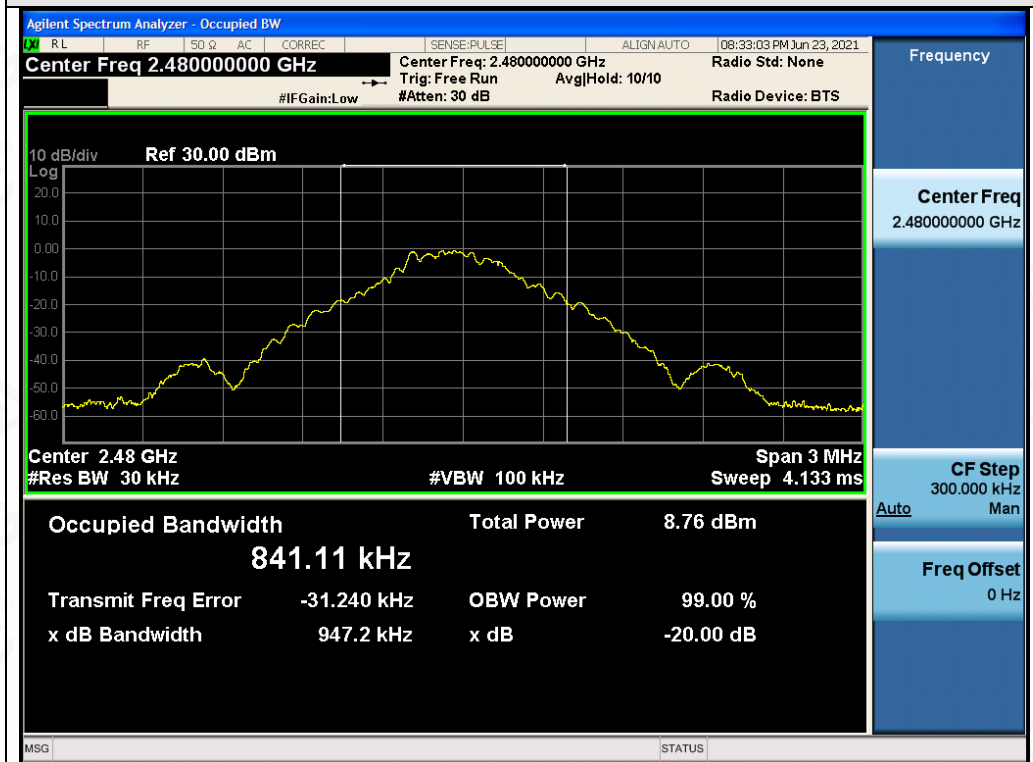 Agilent Spectrum Analyzer - Occupied BW
LXI RL RF 50 Ω AC CORREC SENSE:PULSE ALIGN AUTO 08:33:03 PM Jun 23, 2021
Center Freq 2.480000000 GHz
Center Freq: 2.480000000 GHz Radio Std: None
Trig: Free Run Avg|Hold: 10/10
#IFGain:Low #Atten: 30 dB Radio Device: BTS
10 dB/div Ref 30.00 dBm
Log
20.0
10.0
0.00
-10.0
-20.0
-30.0
-40.0
-50.0
-60.0
Center 2.48 GHz Span 3 MHz
#Res BW 30 kHz #VBW 100 kHz Sweep 4.133 ms
Occupied Bandwidth Total Power 8.76 dBm
841.11 kHz
Transmit Freq Error -31.240 kHz OBW Power 99.00 %
x dB Bandwidth 947.2 kHz x dB -20.00 dB
MSG STATUS
Frequency
Center Freq
2.480000000 GHz
CF Step
300.000 kHz
Auto Man
Freq Offset
0 Hz